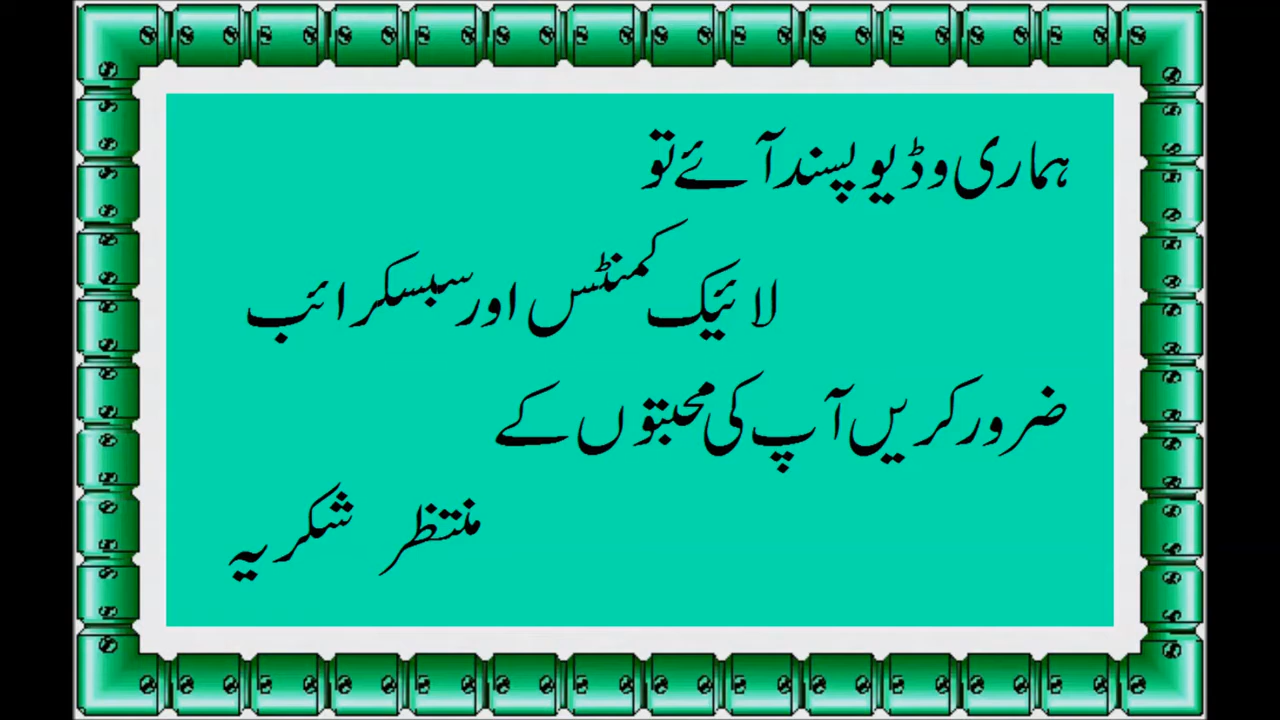 ہماری وڈیو پسند آئے تو
لائیک کمنٹس اور سبسکرائب
ضرور کریں آپ کی محبتوں کے
منتظر شکریہ